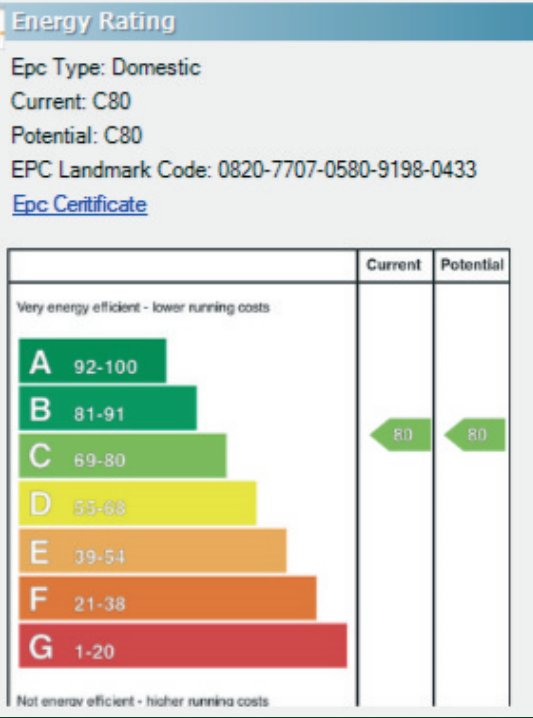 Energy Rating
Epc Type: Domestic
Current: C80
Potential: C80
EPC Landmark Code: 0820-7707-0580-9198-0433
Epc Ceritificate
Current Potential
Very energy efficient - lower running costs
A 92-100
B 81-91
80 80
C 69-80
D 55-68
E 39-54
F 21-38
G 1-20
Not energy efficient - higher running costs